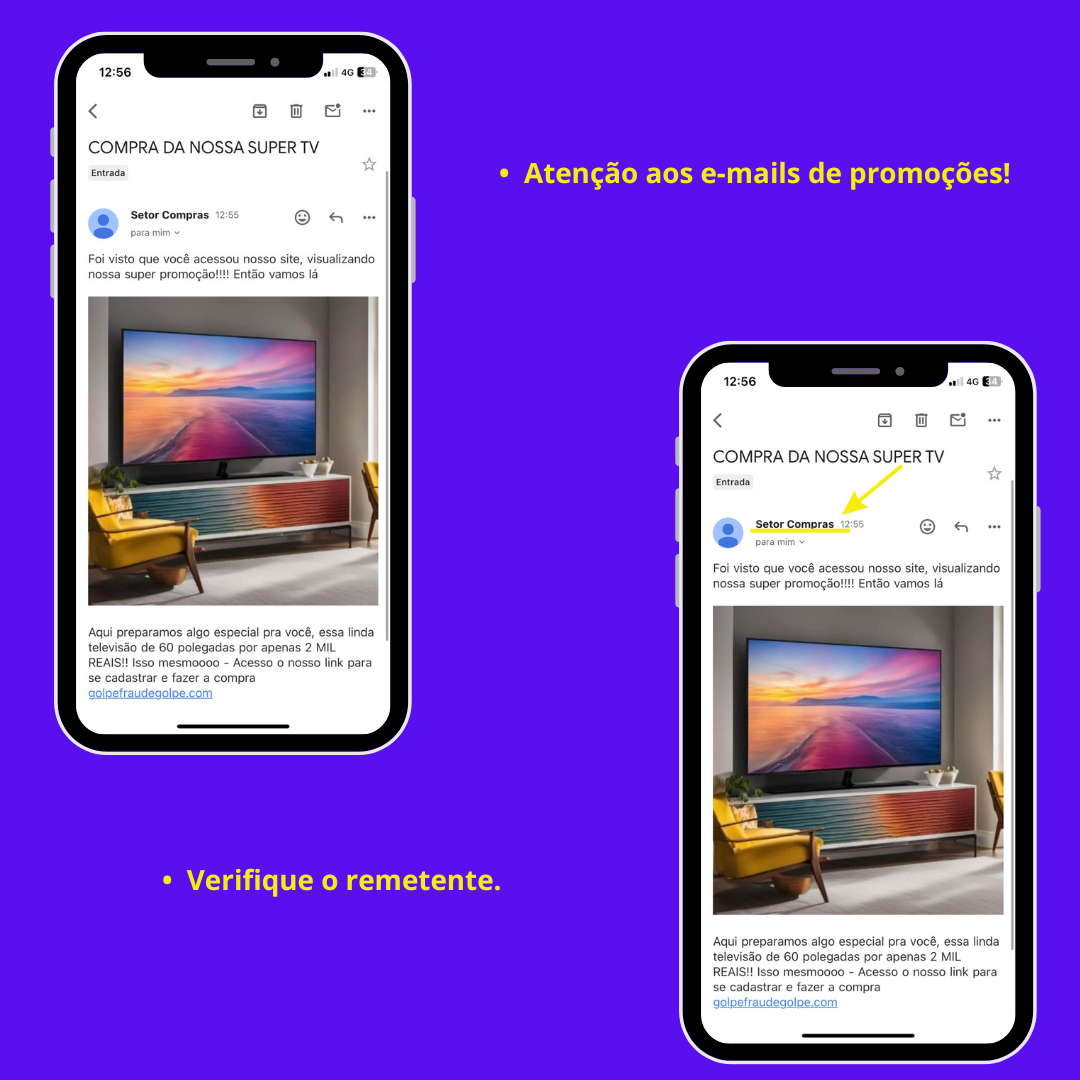 12:56
4G 34
COMPRA DA NOSSA SUPER TV
Entrada
Setor Compras 12:55
para mim
Foi visto que você acessou nosso site, visualizando
nossa super promoção!!!! Então vamos lá
Aqui preparamos algo especial pra você, essa linda
televisão de 60 polegadas por apenas 2 MIL
REAIS!! Isso mesmoooo - Acesso o nosso link para
se cadastrar e fazer a compra
golpefraudegolpe.com
• Atenção aos e-mails de promoções!
12:56
4G 34
COMPRA DA NOSSA SUPER TV
Entrada
Setor Compras 12:55
para mim
Foi visto que você acessou nosso site, visualizando
nossa super promoção!!!! Então vamos lá
Aqui preparamos algo especial pra você, essa linda
televisão de 60 polegadas por apenas 2 MIL
REAIS!! Isso mesmoooo - Acesso o nosso link para
se cadastrar e fazer a compra
golpefraudegolpe.com
• Verifique o remetente.